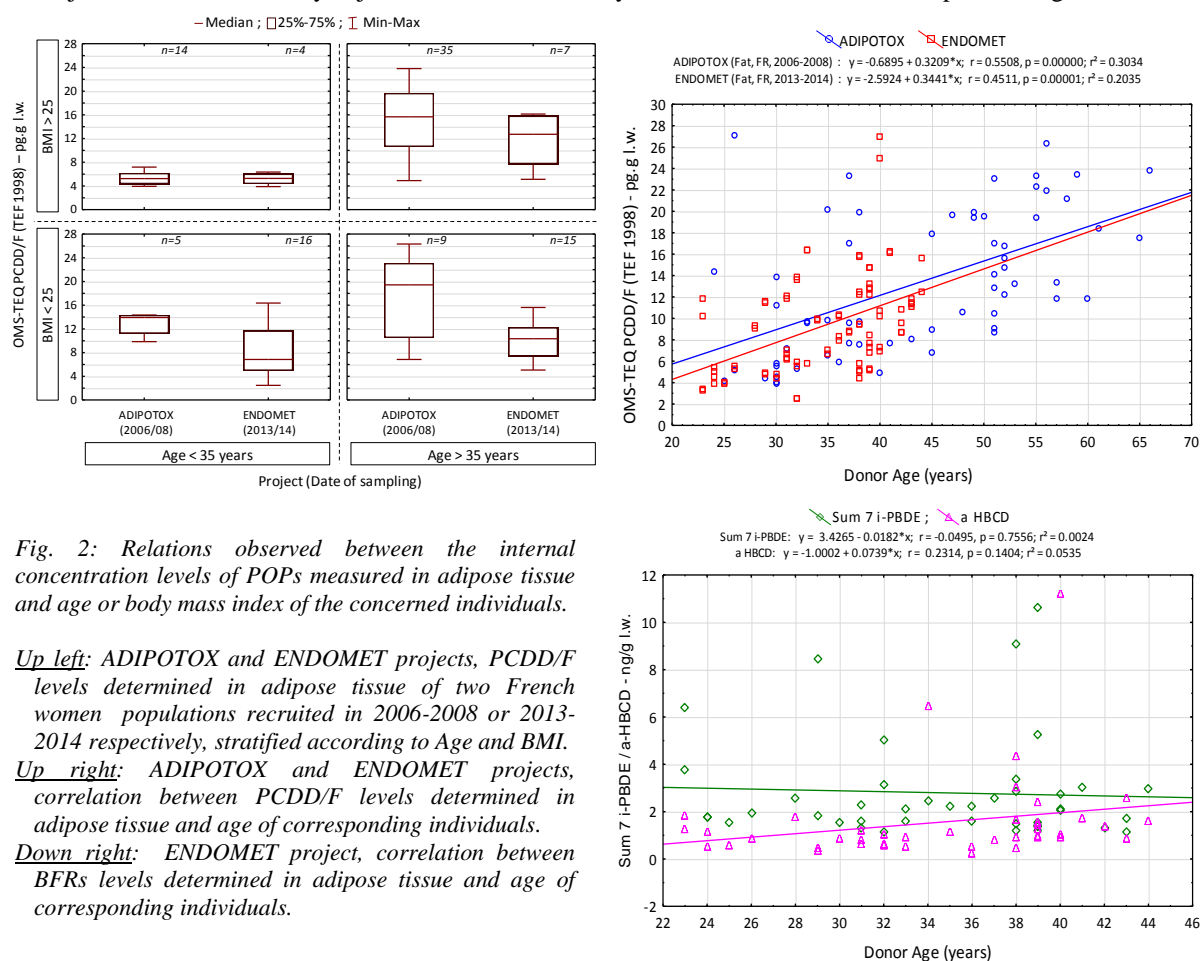 – Median ; 25%-75% ; Min-Max
BMI > 25
BMI < 25
OMS-TEQ PCDD/F (TEF 1998) – pg.g l.w.
28
24
20
16
12
8
4
0
n=14
n=4
n=35
n=7
28
24
20
16
12
8
4
0
n=5
n=16
n=9
n=15
ADIPOTOX
(2006/08)
ENDOMET
(2013/14)
ADIPOTOX
(2006/08)
ENDOMET
(2013/14)
Age < 35 years
Age > 35 years
Project (Date of sampling)
ADIPOTOX
ENDOMET
ADIPOTOX (Fat, FR, 2006-2008) : y = -0.6895 + 0.3209*x; r = 0.5508, p = 0.00000; r² = 0.3034
ENDOMET (Fat, FR, 2013-2014) : y = -2.5924 + 0.3441*x; r = 0.4511, p = 0.00001; r² = 0.2035
OMS-TEQ PCDD/F (TEF 1998) - pg.g l.w.
30
28
26
24
22
20
18
16
14
12
10
8
6
4
2
0
20 25 30 35 40 45 50 55 60 65 70
Donor Age (years)
Fig. 2: Relations observed between the internal
concentration levels of POPs measured in adipose tissue
and age or body mass index of the concerned individuals.
Up left: ADIPOTOX and ENDOMET projects, PCDD/F
levels determined in adipose tissue of two French
women populations recruited in 2006-2008 or 2013-
2014 respectively, stratified according to Age and BMI.
Up right: ADIPOTOX and ENDOMET projects,
correlation between PCDD/F levels determined in
adipose tissue and age of corresponding individuals.
Down right: ENDOMET project, correlation between
BFRs levels determined in adipose tissue and age of
corresponding individuals.
Sum 7 i-PBDE ; a HBCD
Sum 7 i-PBDE: y = 3.4265 - 0.0182*x; r = -0.0495, p = 0.7556; r² = 0.0024
a HBCD: y = -1.0002 + 0.0739*x; r = 0.2314, p = 0.1404; r² = 0.0535
Sum 7 i-PBDE / a-HBCD - ng/g l.w.
12
10
8
6
4
2
0
-2
22 24 26 28 30 32 34 36 38 40 42 44 46
Donor Age (years)